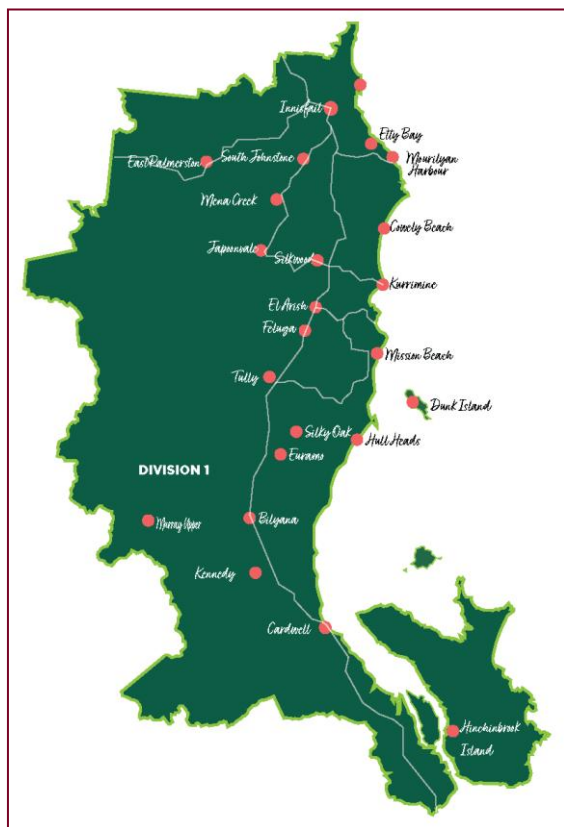 Innisfail
Etty Bay
East Palmerston
South Johnstone
Mourilyan
Harbour
Mena Creek
Cowely Beach
Japoonvale
Silkwood
Kurrimine
El Arish
Feluga
Mission Beach
Tully
Dunk Island
Silky Oak
Hull Heads
Euramo
DIVISION 1
Murray Upper
Bilyana
Kennedy
Cardwell
Hinchinbrook
Island